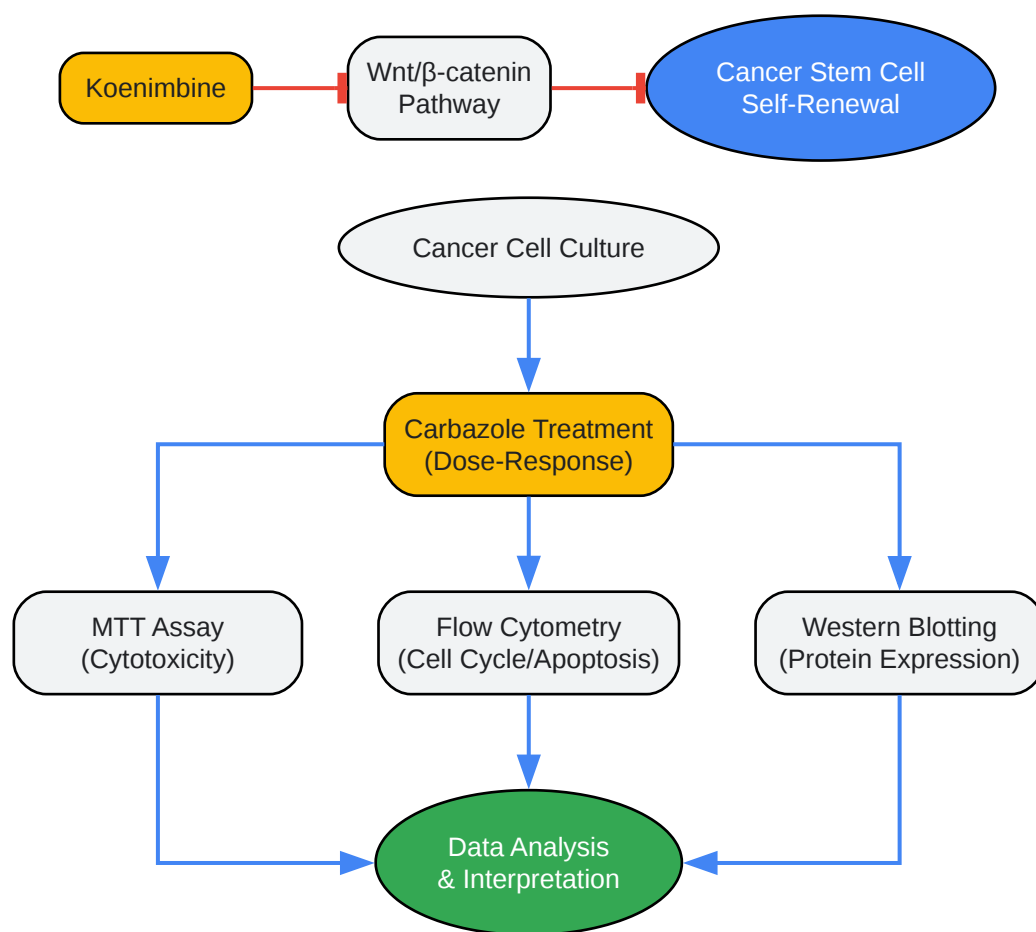 Koenimbine
Wnt/β-catenin
Pathway
Cancer Stem Cell
Self-Renewal
Cancer Cell Culture
Carbazole Treatment
(Dose-Response)
MTT Assay
(Cytotoxicity)
Flow Cytometry
(Cell Cycle/Apoptosis)
Western Blotting
(Protein Expression)
Data Analysis
& Interpretation